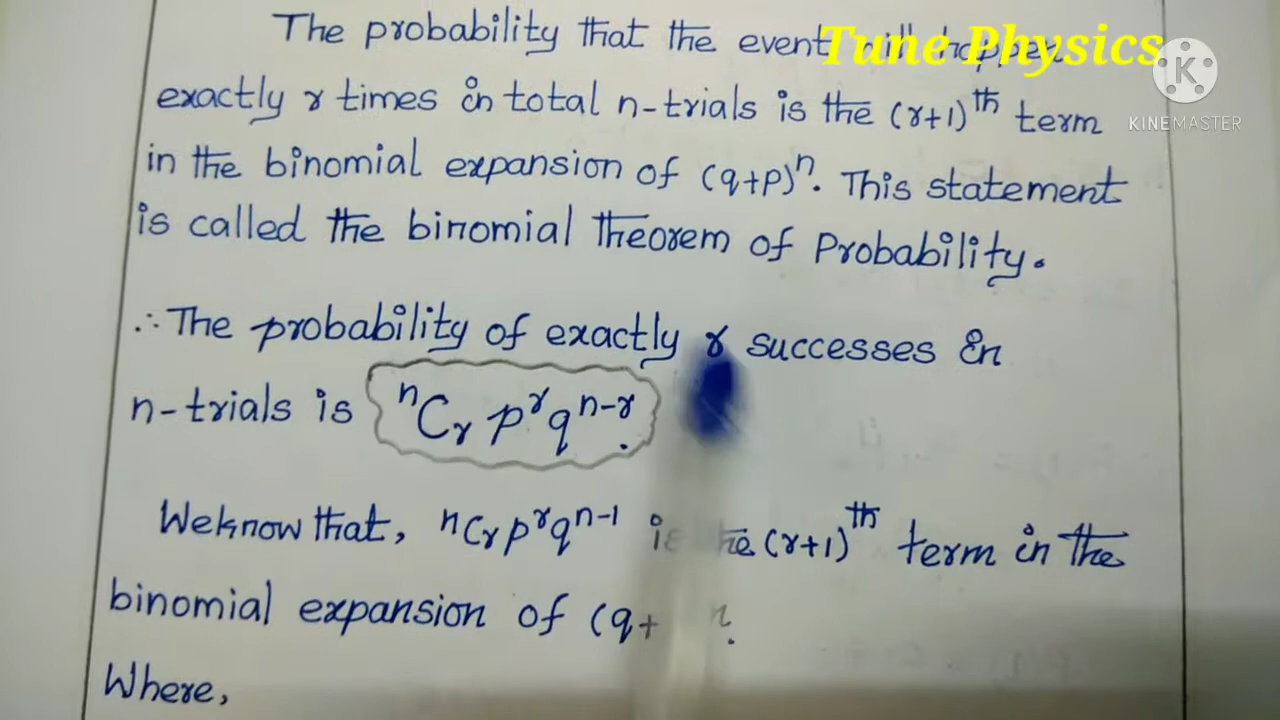 The probability that the event will happen
Tune Physics
K
KINEMASTER
exactly r times in total n-trials is the (r+1)th term
in the binomial expansion of (q+p)ⁿ. This statement
is called the binomial theorem of Probability.
∴ The probability of exactly r successes in
n-trials is ⁿCᵣ pʳ qⁿ⁻ʳ.
We know that, ⁿCᵣ pʳ qⁿ⁻¹ is the (r+1)th term in the
binomial expansion of (q+ n.
Where,